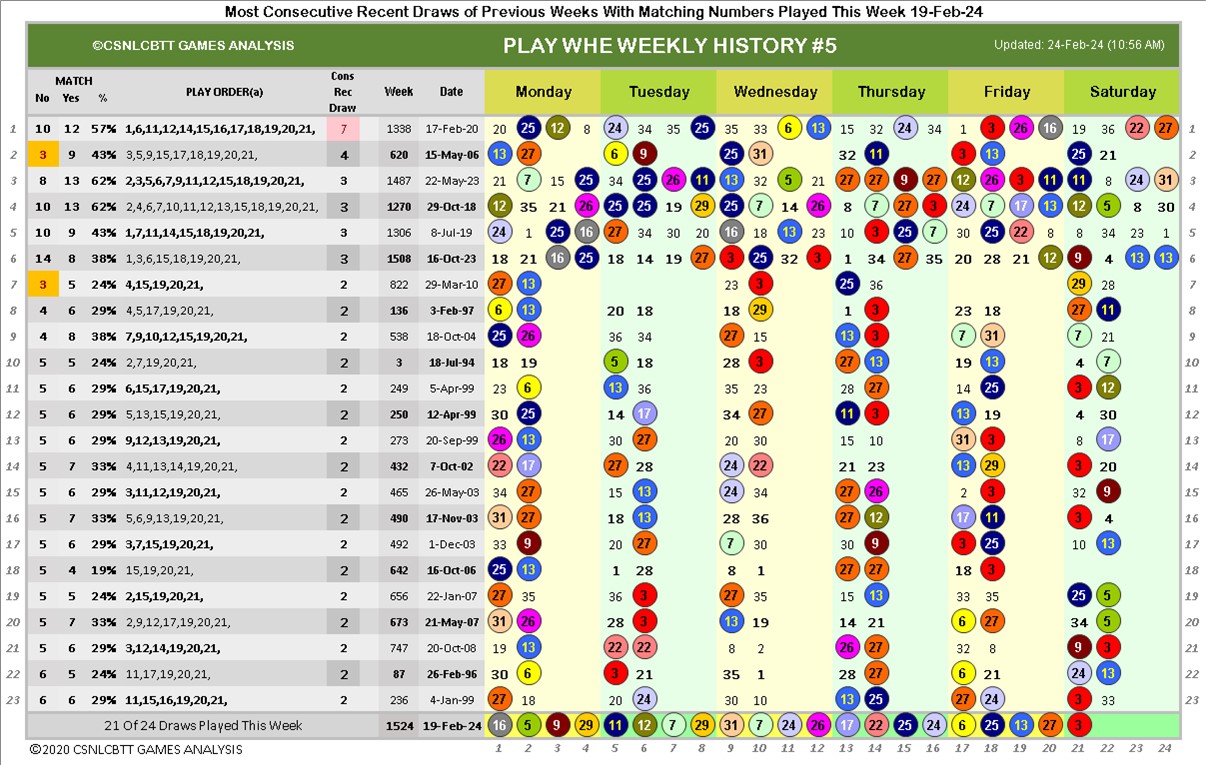 Most Consecutive Recent Draws of Previous Weeks With Matching Numbers Played This Week 19-Feb-24
©CSNLCBTT GAMES ANALYSIS PLAY WHE WEEKLY HISTORY #5 Updated: 24-Feb-24 (10:56 AM)
MATCH No Yes % PLAY ORDER(a) Cons Rec Draw Week Date Monday Tuesday Wednesday Thursday Friday Saturday
1 10 12 57% 1,6,11,12,14,15,16,17,18,19,20,21, 7 1338 17-Feb-20 20 25 12 8 24 34 35 25 35 33 6 13 15 32 24 34 1 3 26 16 19 36 22 27 1
2 3 9 43% 3,5,9,15,17,18,19,20,21, 4 620 15-May-06 13 27 6 9 25 31 32 11 3 13 25 21 2
3 8 13 62% 2,3,5,6,7,9,11,12,15,18,19,20,21, 3 1487 22-May-23 21 7 15 25 34 25 26 11 13 32 5 21 27 27 9 27 12 26 3 11 11 8 24 31 3
4 10 13 62% 2,4,6,7,10,11,12,13,15,18,19,20,21, 3 1270 29-Oct-18 12 35 21 26 25 25 19 29 25 7 14 26 8 7 27 3 24 7 17 13 12 5 8 30 4
5 10 9 43% 1,7,11,14,15,18,19,20,21, 3 1306 8-Jul-19 24 1 25 16 27 34 30 20 16 18 13 23 10 3 25 7 30 25 22 8 8 34 23 1 5
6 14 8 38% 1,3,6,15,18,19,20,21, 3 1508 16-Oct-23 18 21 16 25 18 14 19 27 3 25 32 3 1 34 27 35 20 28 21 12 9 4 13 13 6
7 3 5 24% 4,15,19,20,21, 2 822 29-Mar-10 27 13 23 3 25 36 29 28 7
8 4 6 29% 4,5,17,19,20,21, 2 136 3-Feb-97 6 13 20 18 18 29 1 3 23 18 27 11 8
9 4 8 38% 7,9,10,12,15,19,20,21, 2 538 18-Oct-04 25 26 36 34 27 15 13 3 7 31 7 21 9
10 5 5 24% 2,7,19,20,21, 2 3 18-Jul-94 18 19 5 18 28 3 27 13 19 13 4 7 10
11 5 6 29% 6,15,17,19,20,21, 2 249 5-Apr-99 23 6 13 36 35 23 28 27 14 25 3 12 11
12 5 6 29% 5,13,15,19,20,21, 2 250 12-Apr-99 30 25 14 17 34 27 11 3 13 19 4 30 12
13 5 6 29% 9,12,13,19,20,21, 2 273 20-Sep-99 26 13 30 27 20 30 15 10 31 3 8 17 13
14 5 7 33% 4,11,13,14,19,20,21, 2 432 7-Oct-02 22 17 27 28 24 22 21 23 13 29 3 20 14
15 5 6 29% 3,11,12,19,20,21, 2 465 26-May-03 34 27 15 13 24 34 27 26 2 3 32 9 15
16 5 7 33% 5,6,9,13,19,20,21, 2 490 17-Nov-03 31 27 18 13 28 36 27 12 17 11 3 4 16
17 5 6 29% 3,7,15,19,20,21, 2 492 1-Dec-03 33 9 20 27 7 30 30 9 3 25 10 13 17
18 5 4 19% 15,19,20,21, 2 642 16-Oct-06 25 13 1 28 8 1 27 27 18 3 18
19 5 5 24% 2,15,19,20,21, 2 656 22-Jan-07 27 35 36 3 27 35 15 13 33 35 25 5 19
20 5 7 33% 2,9,12,17,19,20,21, 2 673 21-May-07 31 26 28 3 13 19 14 21 6 27 34 5 20
21 5 6 29% 3,12,14,19,20,21, 2 747 20-Oct-08 19 13 22 22 8 2 26 27 32 8 9 3 21
22 6 5 24% 11,17,19,20,21, 2 87 26-Feb-96 30 6 3 21 35 1 28 27 6 21 24 13 22
23 6 6 29% 11,15,16,19,20,21, 2 236 4-Jan-99 27 18 20 24 30 10 13 25 27 24 3 33 23
21 Of 24 Draws Played This Week 1524 19-Feb-24 16 5 9 29 11 12 7 29 31 7 24 26 17 22 25 24 6 25 13 27 3
©2020 CSNLCBTT GAMES ANALYSIS 1 2 3 4 5 6 7 8 9 10 11 12 13 14 15 16 17 18 19 20 21 22 23 24